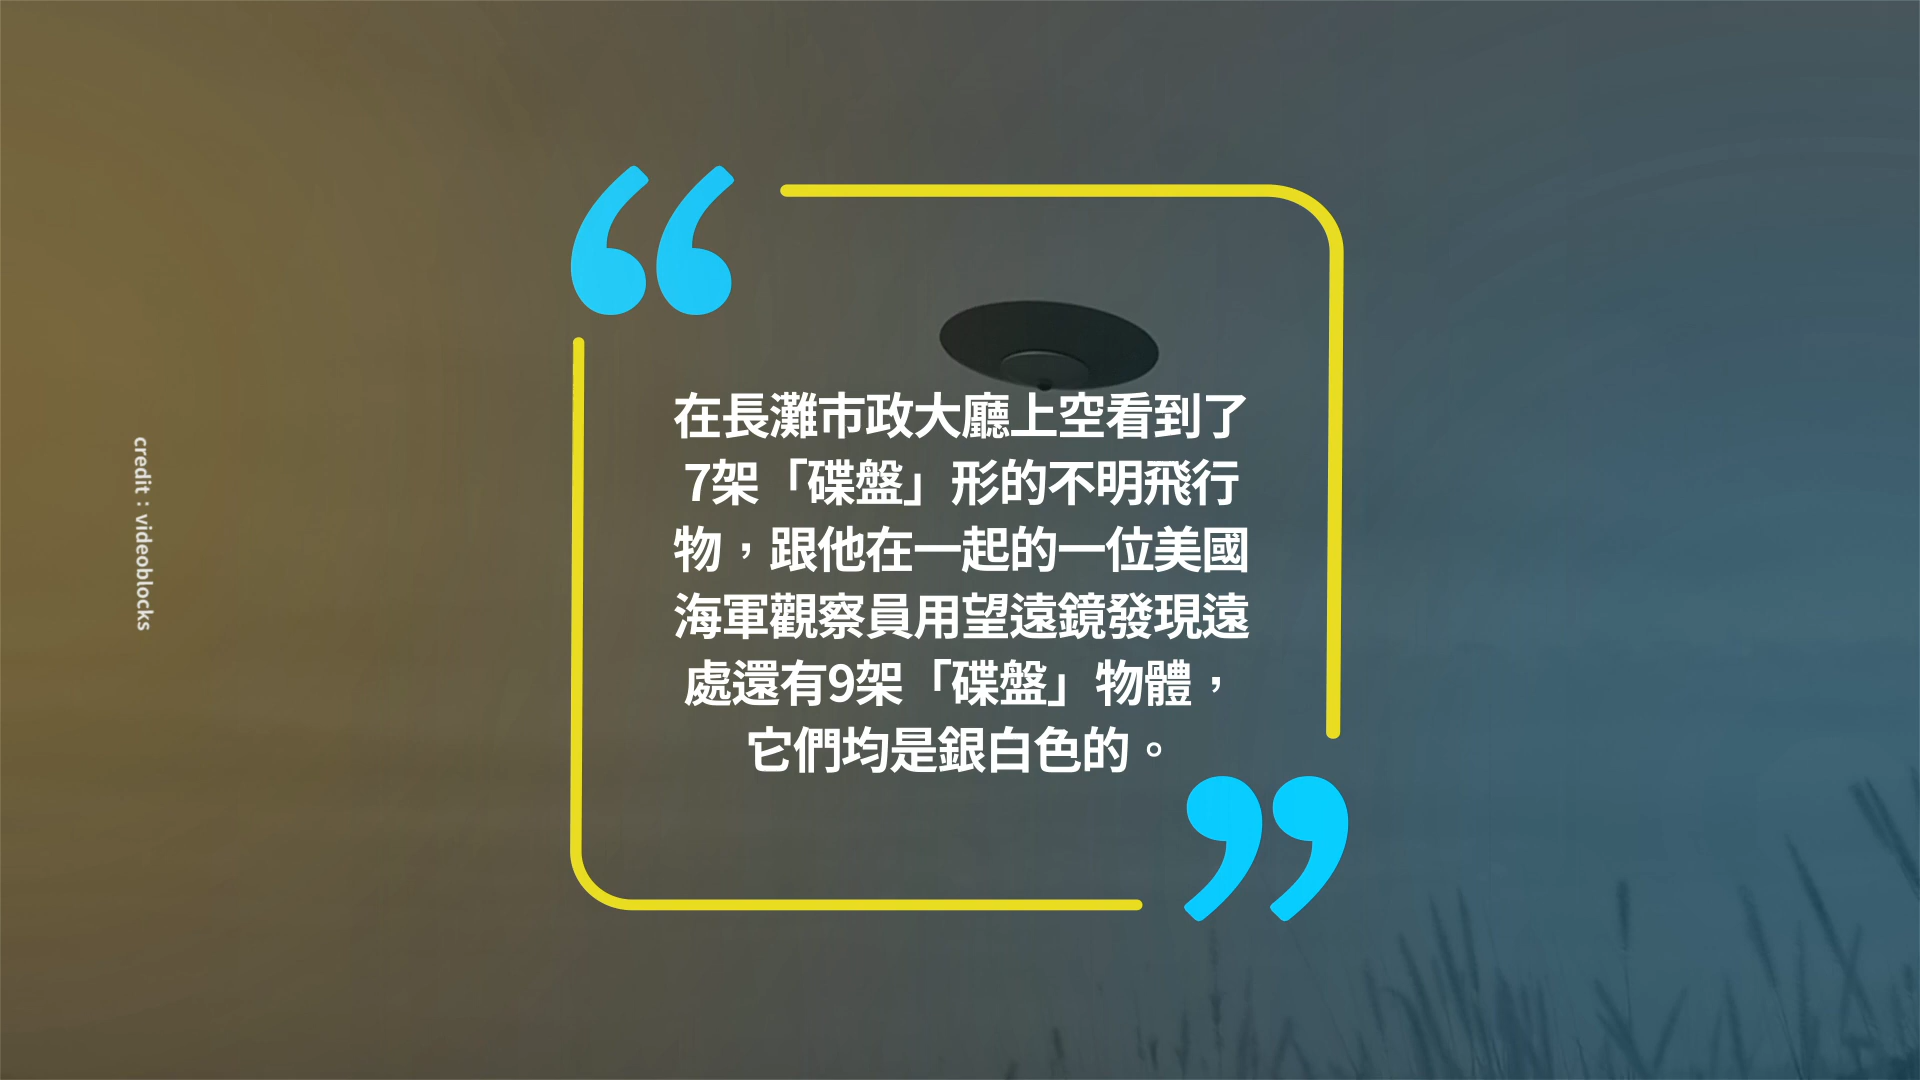 在長灘市政大廳上空看到了
7架「碟盤」形的不明飛行
物，跟他在一起的一位美國
海軍觀察員用望遠鏡發現遠
處還有9架「碟盤」物體，
它們均是銀白色的。
credit : videoblocks